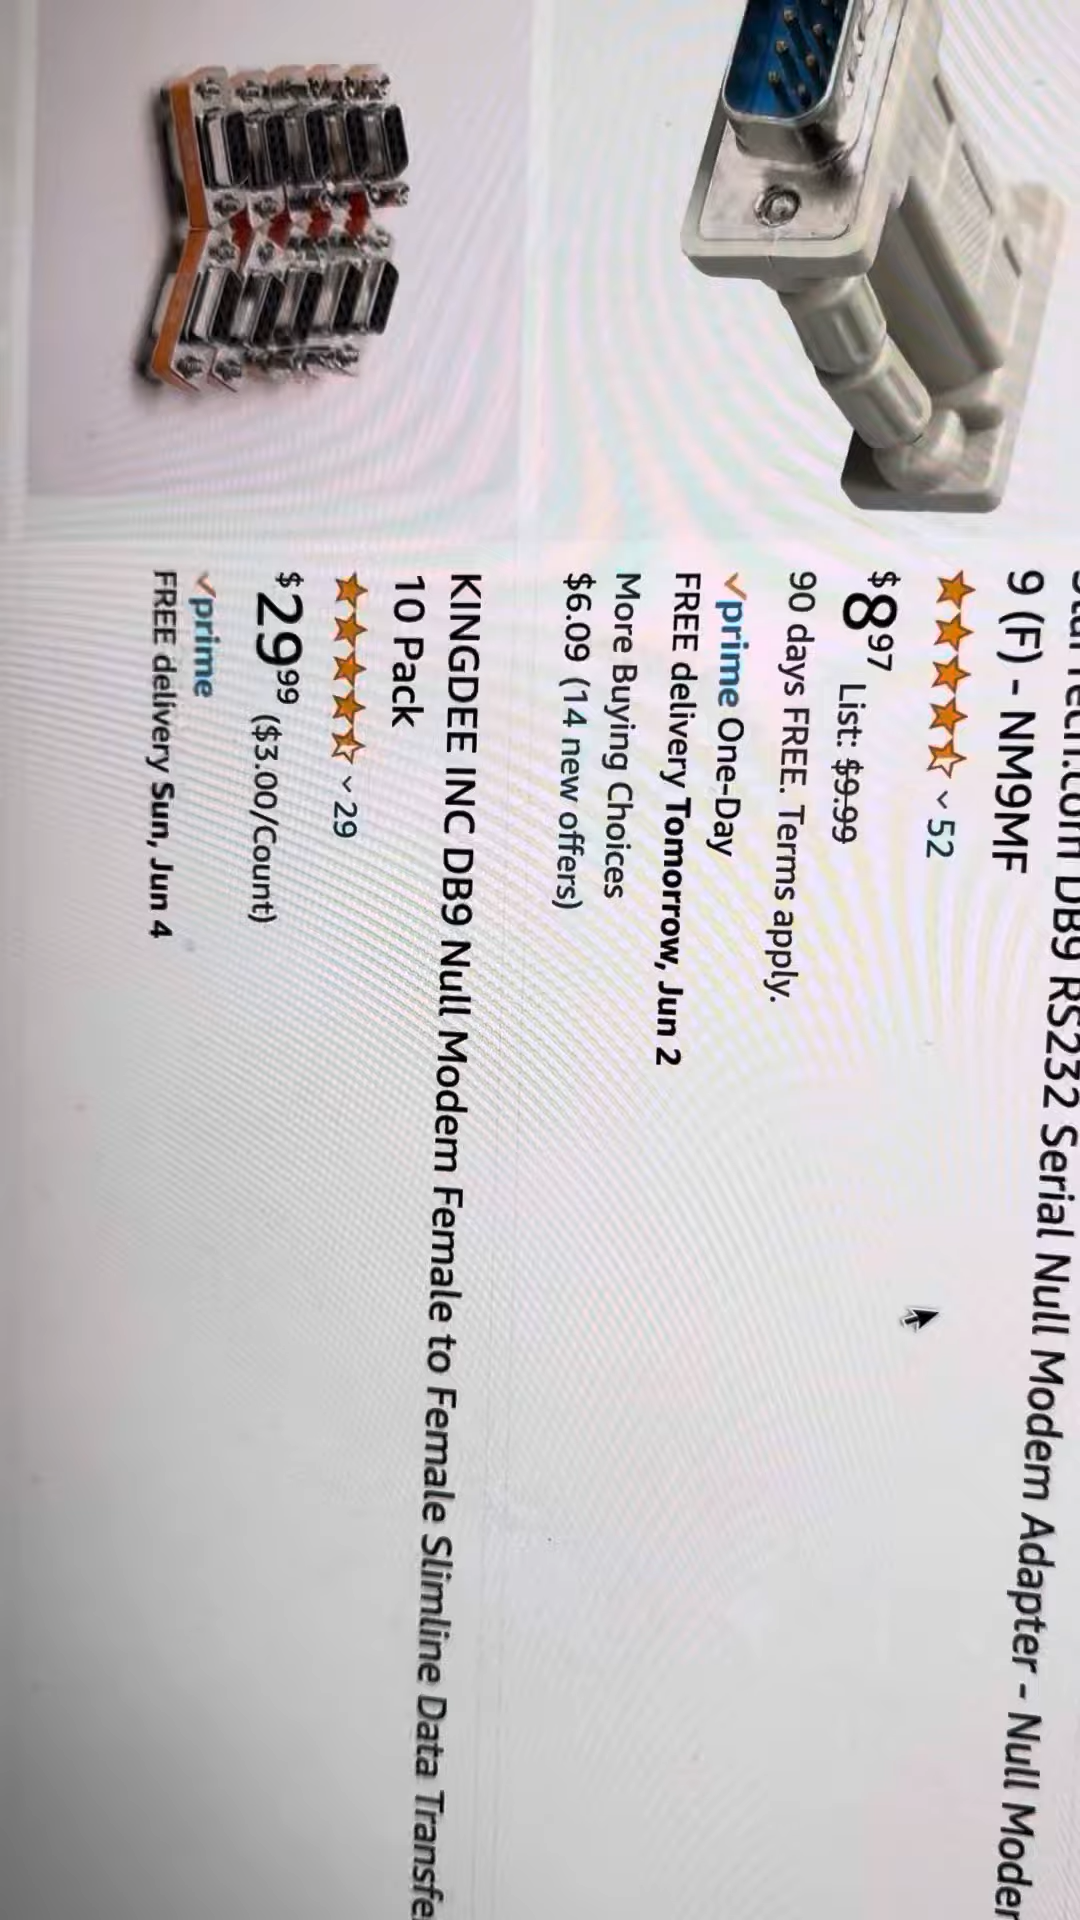 DB9 RS232 Serial Null Modem Adapter - Null
9 (F) - NM9MF
52
$8.97 List: $9.99
90 days FREE. Terms apply.
prime One-Day
FREE delivery Tomorrow, Jun 2
More Buying Choices
$6.09 (14 new offers)
KINGDEE INC DB9 Null Modem Female to Female Slimline Data
10 Pack
29
$29.99 ($3.00/Count)
prime
FREE delivery Sun, Jun 4